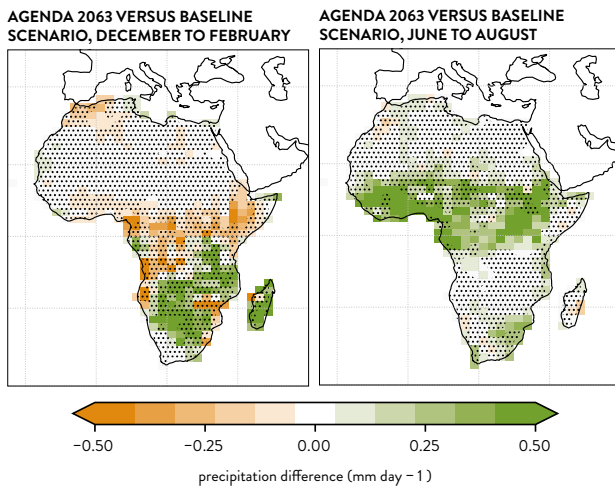 AGENDA 2063 VERSUS BASELINE
SCENARIO, DECEMBER TO FEBRUARY
AGENDA 2063 VERSUS BASELINE
SCENARIO, JUNE TO AUGUST
−0.50 −0.25 0.00 0.25 0.50
precipitation difference (mm day − 1 )